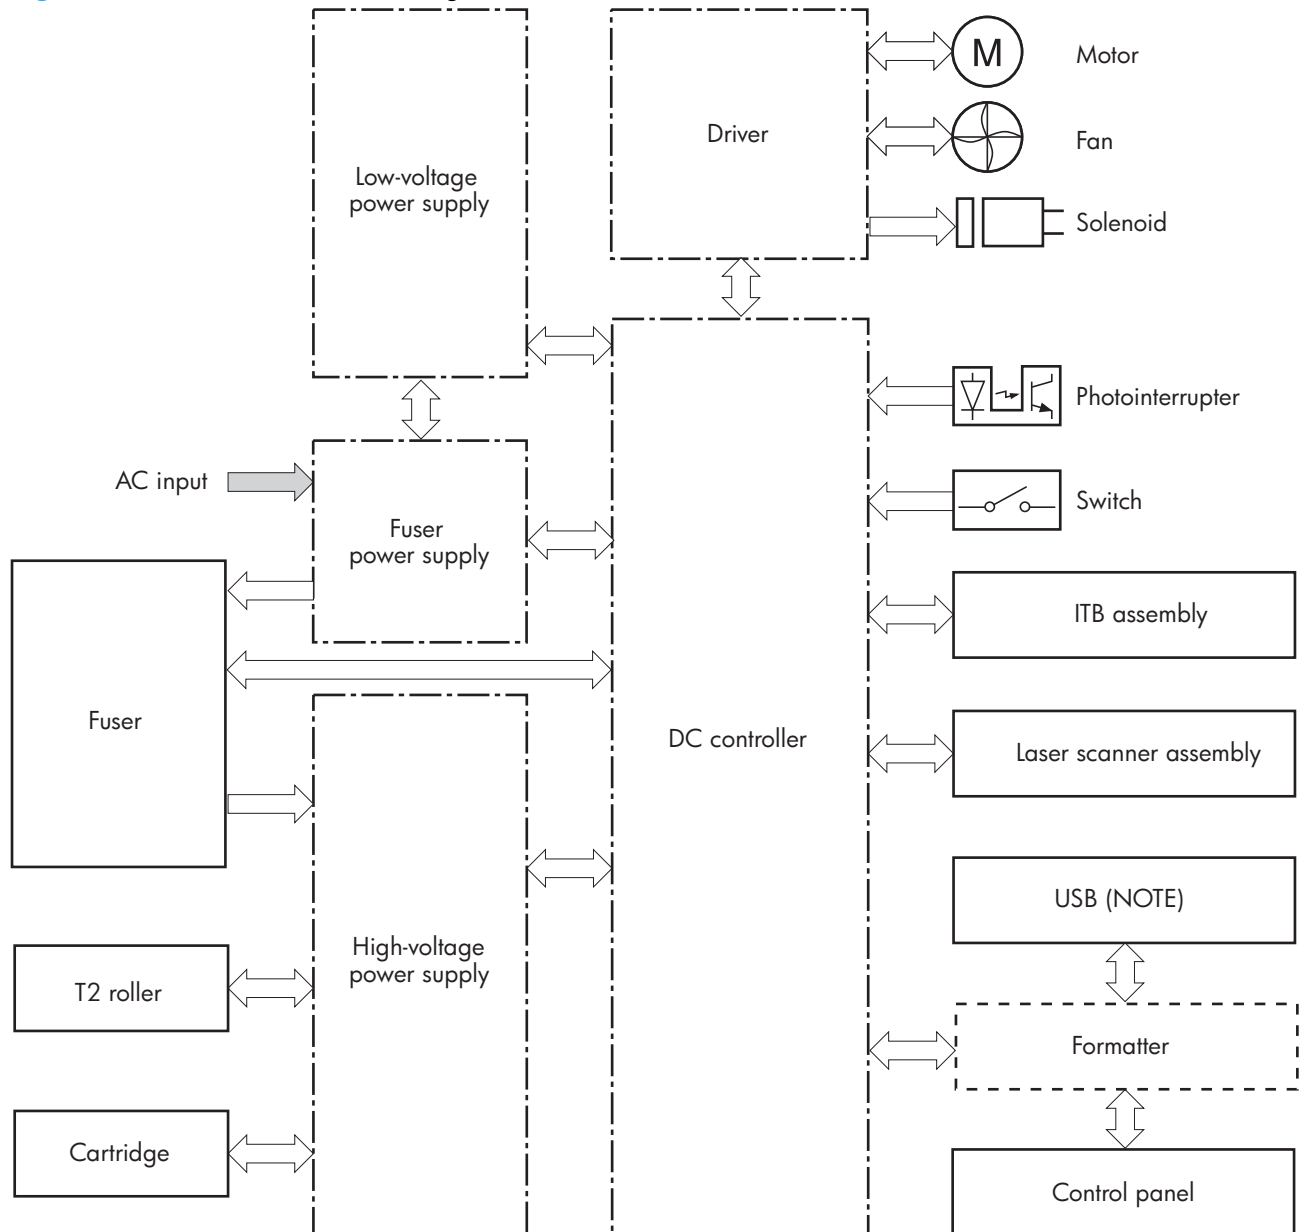 Driver
M
Motor
Fan
Low-voltage
power supply
Solenoid
Photointerrupter
AC input
Switch
Fuser
power supply
ITB assembly
Fuser
DC controller
Laser scanner assembly
USB (NOTE)
High-voltage
power supply
T2 roller
Formatter
Cartridge
Control panel